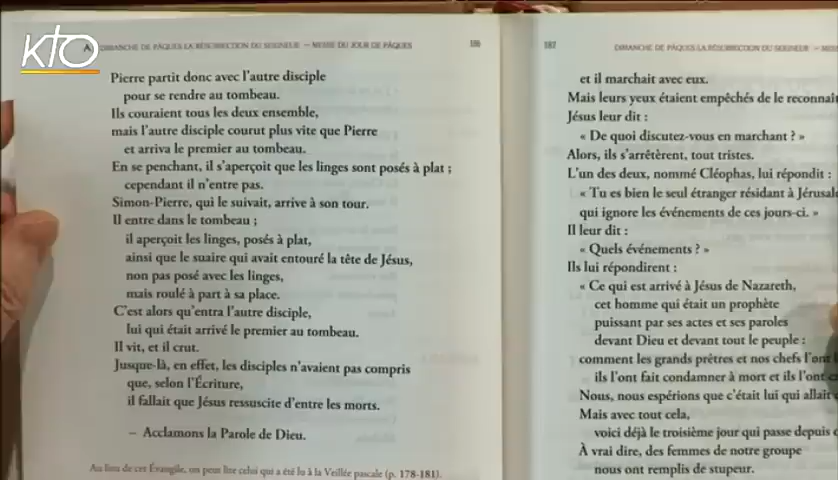 KTO
A DIMANCHE DE PÂQUES LA RÉSURRECTION DU SEIGNEUR — MESSE DU JOUR DE PÂQUES 186
Pierre partit donc avec l'autre disciple
pour se rendre au tombeau.
Ils couraient tous les deux ensemble,
mais l'autre disciple courut plus vite que Pierre
et arriva le premier au tombeau.
En se penchant, il s'aperçoit que les linges sont posés à plat ;
cependant il n'entre pas.
Simon-Pierre, qui le suivait, arrive à son tour.
Il entre dans le tombeau ;
il aperçoit les linges, posés à plat,
ainsi que le suaire qui avait entouré la tête de Jésus,
non pas posé avec les linges,
mais roulé à part à sa place.
C'est alors qu'entra l'autre disciple,
lui qui était arrivé le premier au tombeau.
Il vit, et il crut.
Jusque-là, en effet, les disciples n'avaient pas compris
que, selon l'Écriture,
il fallait que Jésus ressuscite d'entre les morts.
– Acclamons la Parole de Dieu.
Au lieu de cet Évangile, on peut lire celui qui a été lu à la Veillée pascale (p. 178-181).
187 DIMANCHE DE PÂQUES LA RÉSURRECTION DU SEIGNEUR —
et il marchait avec eux.
Mais leurs yeux étaient empêchés de le reconnaît
Jésus leur dit :
« De quoi discutez-vous en marchant ? »
Alors, ils s'arrêtèrent, tout tristes.
L'un des deux, nommé Cléophas, lui répondit :
« Tu es bien le seul étranger résidant à Jérusale
qui ignore les événements de ces jours-ci. »
Il leur dit :
« Quels événements ? »
Ils lui répondirent :
« Ce qui est arrivé à Jésus de Nazareth,
cet homme qui était un prophète
puissant par ses actes et ses paroles
devant Dieu et devant tout le peuple :
comment les grands prêtres et nos chefs l'ont
ils l'ont fait condamner à mort et ils l'ont
Nous, nous espérions que c'était lui qui allait
Mais avec tout cela,
voici déjà le troisième jour qui passe depuis
À vrai dire, des femmes de notre groupe
nous ont remplis de stupeur.